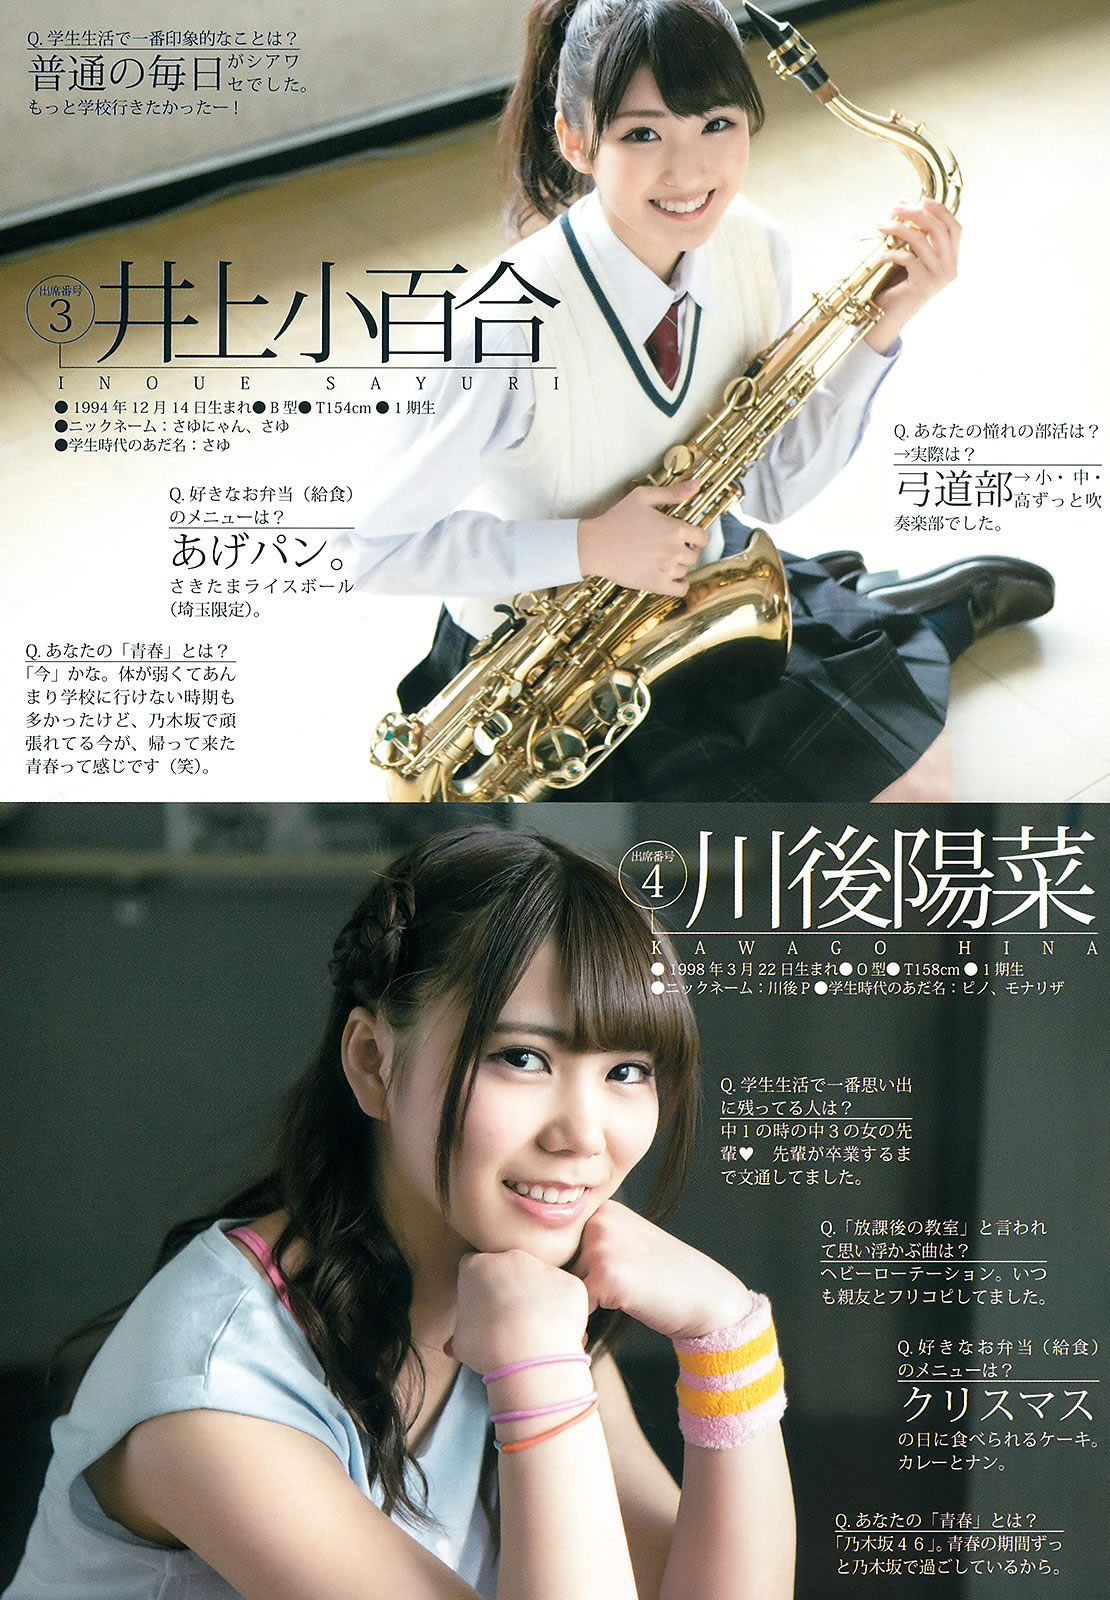 Q. 学生生活で一番印象的なことは？
普通の毎日がシアワ
セでした。
もっと学校行きたかったー！
出席番号
3
井上小百合
INOUE SAYURI
● 1994 年 12 月 14 日生まれ● B 型● T154cm ● 1 期生
●ニックネーム：さゆにゃん、さゆ
●学生時代のあだ名：さゆ
Q. あなたの憧れの部活は？
→実際は？
弓道部→小・中・
高ずっと吹
奏楽部でした。
Q. 好きなお弁当（給食）
のメニューは？
あげパン。
さきたまライスボール
（埼玉限定）。
Q. あなたの「青春」とは？
「今」かな。体が弱くてあん
まり学校に行けない時期も
多かったけど、乃木坂で頑
張れてる今が、帰って来た
青春って感じです（笑）。
出席番号
4
川後陽菜
KAWAGO HINA
● 1998 年 3 月 22 日生まれ● O 型● T158cm ● 1 期生
●ニックネーム：川後 P ●学生時代のあだ名：ピノ、モナリザ
Q. 学生生活で一番思い出
に残ってる人は？
中１の時の中３の女の先
輩♥　先輩が卒業するま
で文通してました。
Q.「放課後の教室」と言われ
て思い浮かぶ曲は？
ヘビーローテーション。いつ
も親友とフリコピしてました。
Q. 好きなお弁当（給食）
のメニューは？
クリスマス
の日に食べられるケーキ。
カレーとナン。
Q. あなたの「青春」とは？
「乃木坂４６」。青春の期間ずっ
と乃木坂で過ごしているから。